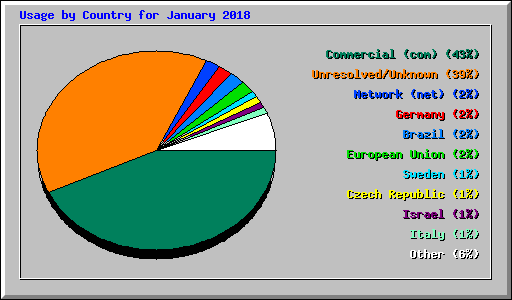 Usage by Country for January 2018
Commercial (com) (43%)
Unresolved/Unknown (39%)
Network (net) (2%)
Germany (2%)
Brazil (2%)
European Union (2%)
Sweden (1%)
Czech Republic (1%)
Israel (1%)
Italy (1%)
Other (6%)